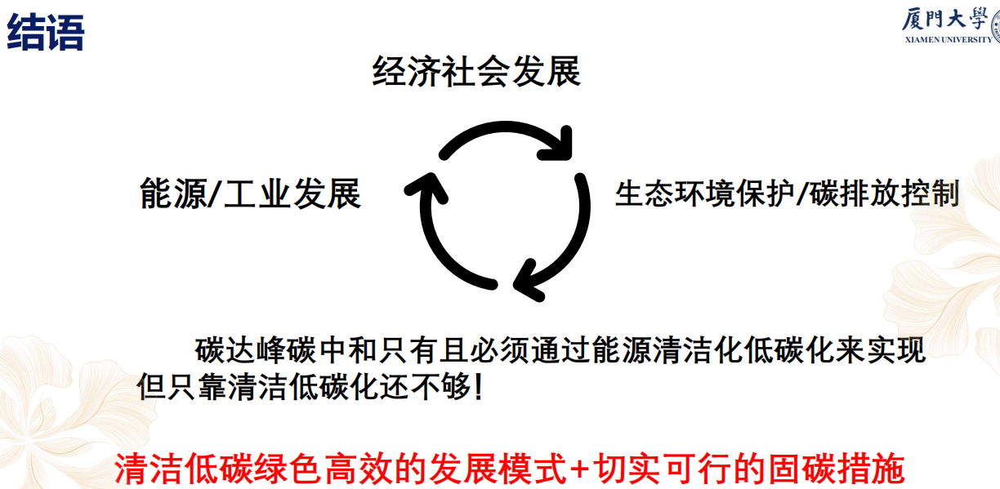 结语
厦門大學
XIAMEN UNIVERSITY
经济社会发展
能源/工业发展
生态环境保护/碳排放控制
碳达峰碳中和只有且必须通过能源清洁化低碳化来实现
但只靠清洁低碳化还不够！
清洁低碳绿色高效的发展模式+切实可行的固碳措施